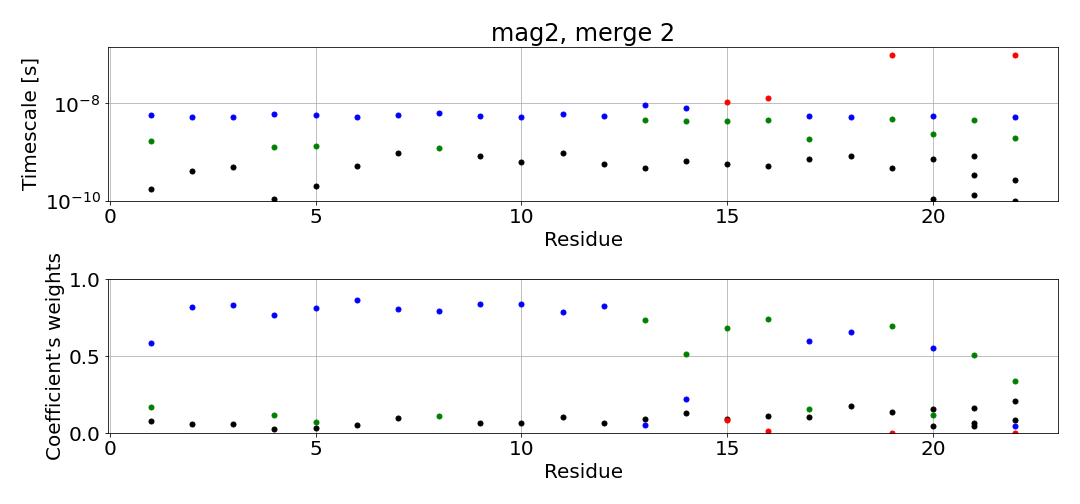 mag2, merge 2
Timescale [s]
10⁻⁸
10⁻¹⁰
0 5 10 15 20
Residue
Coefficient's weights
1.0
0.5
0.0
0 5 10 15 20
Residue